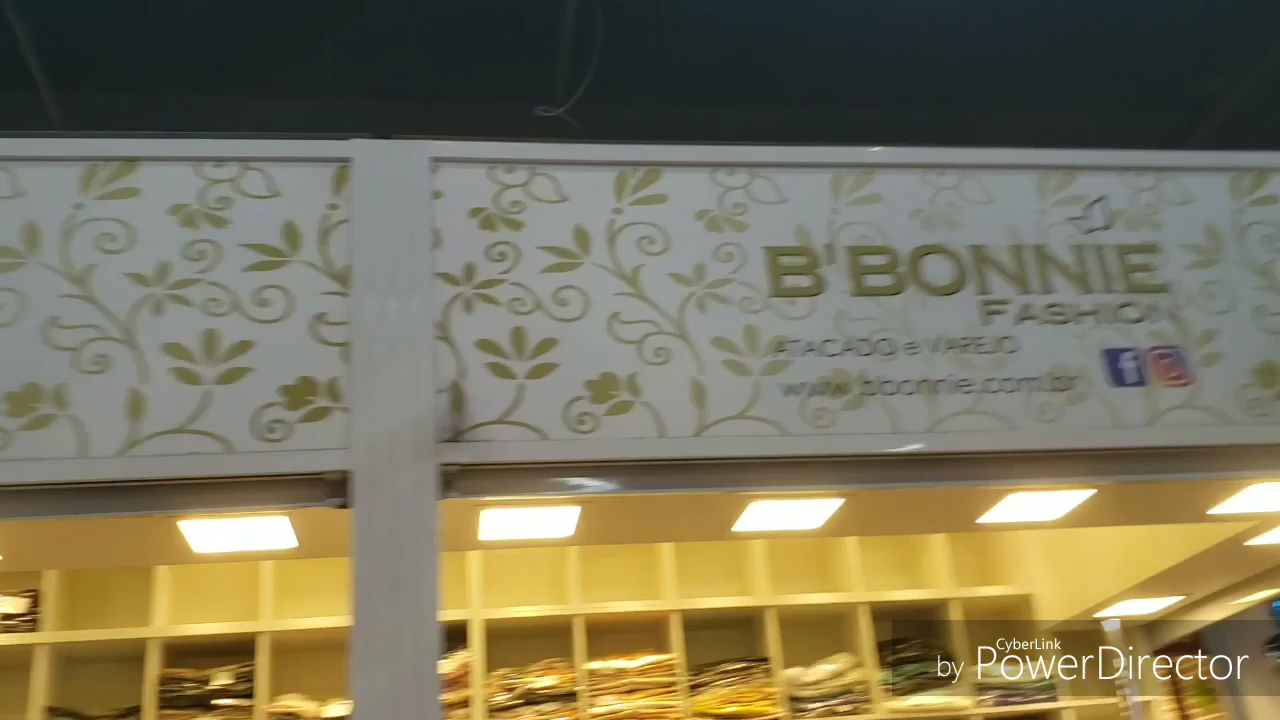 B'BONNIE
FASHION
ATACADO e VAREJO
www.bbonnie.com.br
f
CyberLink
by PowerDirector